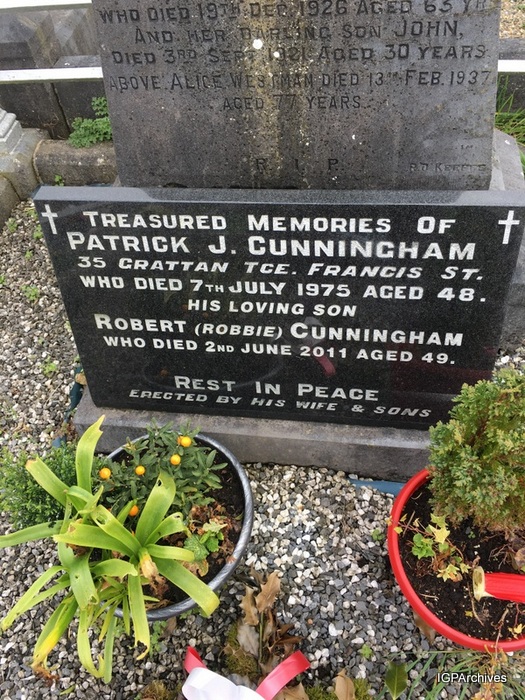 WHO DIED 19TH DEC. 1926 AGED 63 YRS
AND HER DARLING SON JOHN,
DIED 3RD SEPT 1921 AGED 30 YEARS
ABOVE ALICE WESTMAN DIED 13TH FEB. 1937
AGED 77 YEARS.
R. I. P.
TREASURED MEMORIES OF
PATRICK J. CUNNINGHAM
35 GRATTAN TCE. FRANCIS ST.
WHO DIED 7TH JULY 1975 AGED 48.
HIS LOVING SON
ROBERT (ROBBIE) CUNNINGHAM
WHO DIED 2ND JUNE 2011 AGED 49.
REST IN PEACE
ERECTED BY HIS WIFE & SONS
IGPArchives